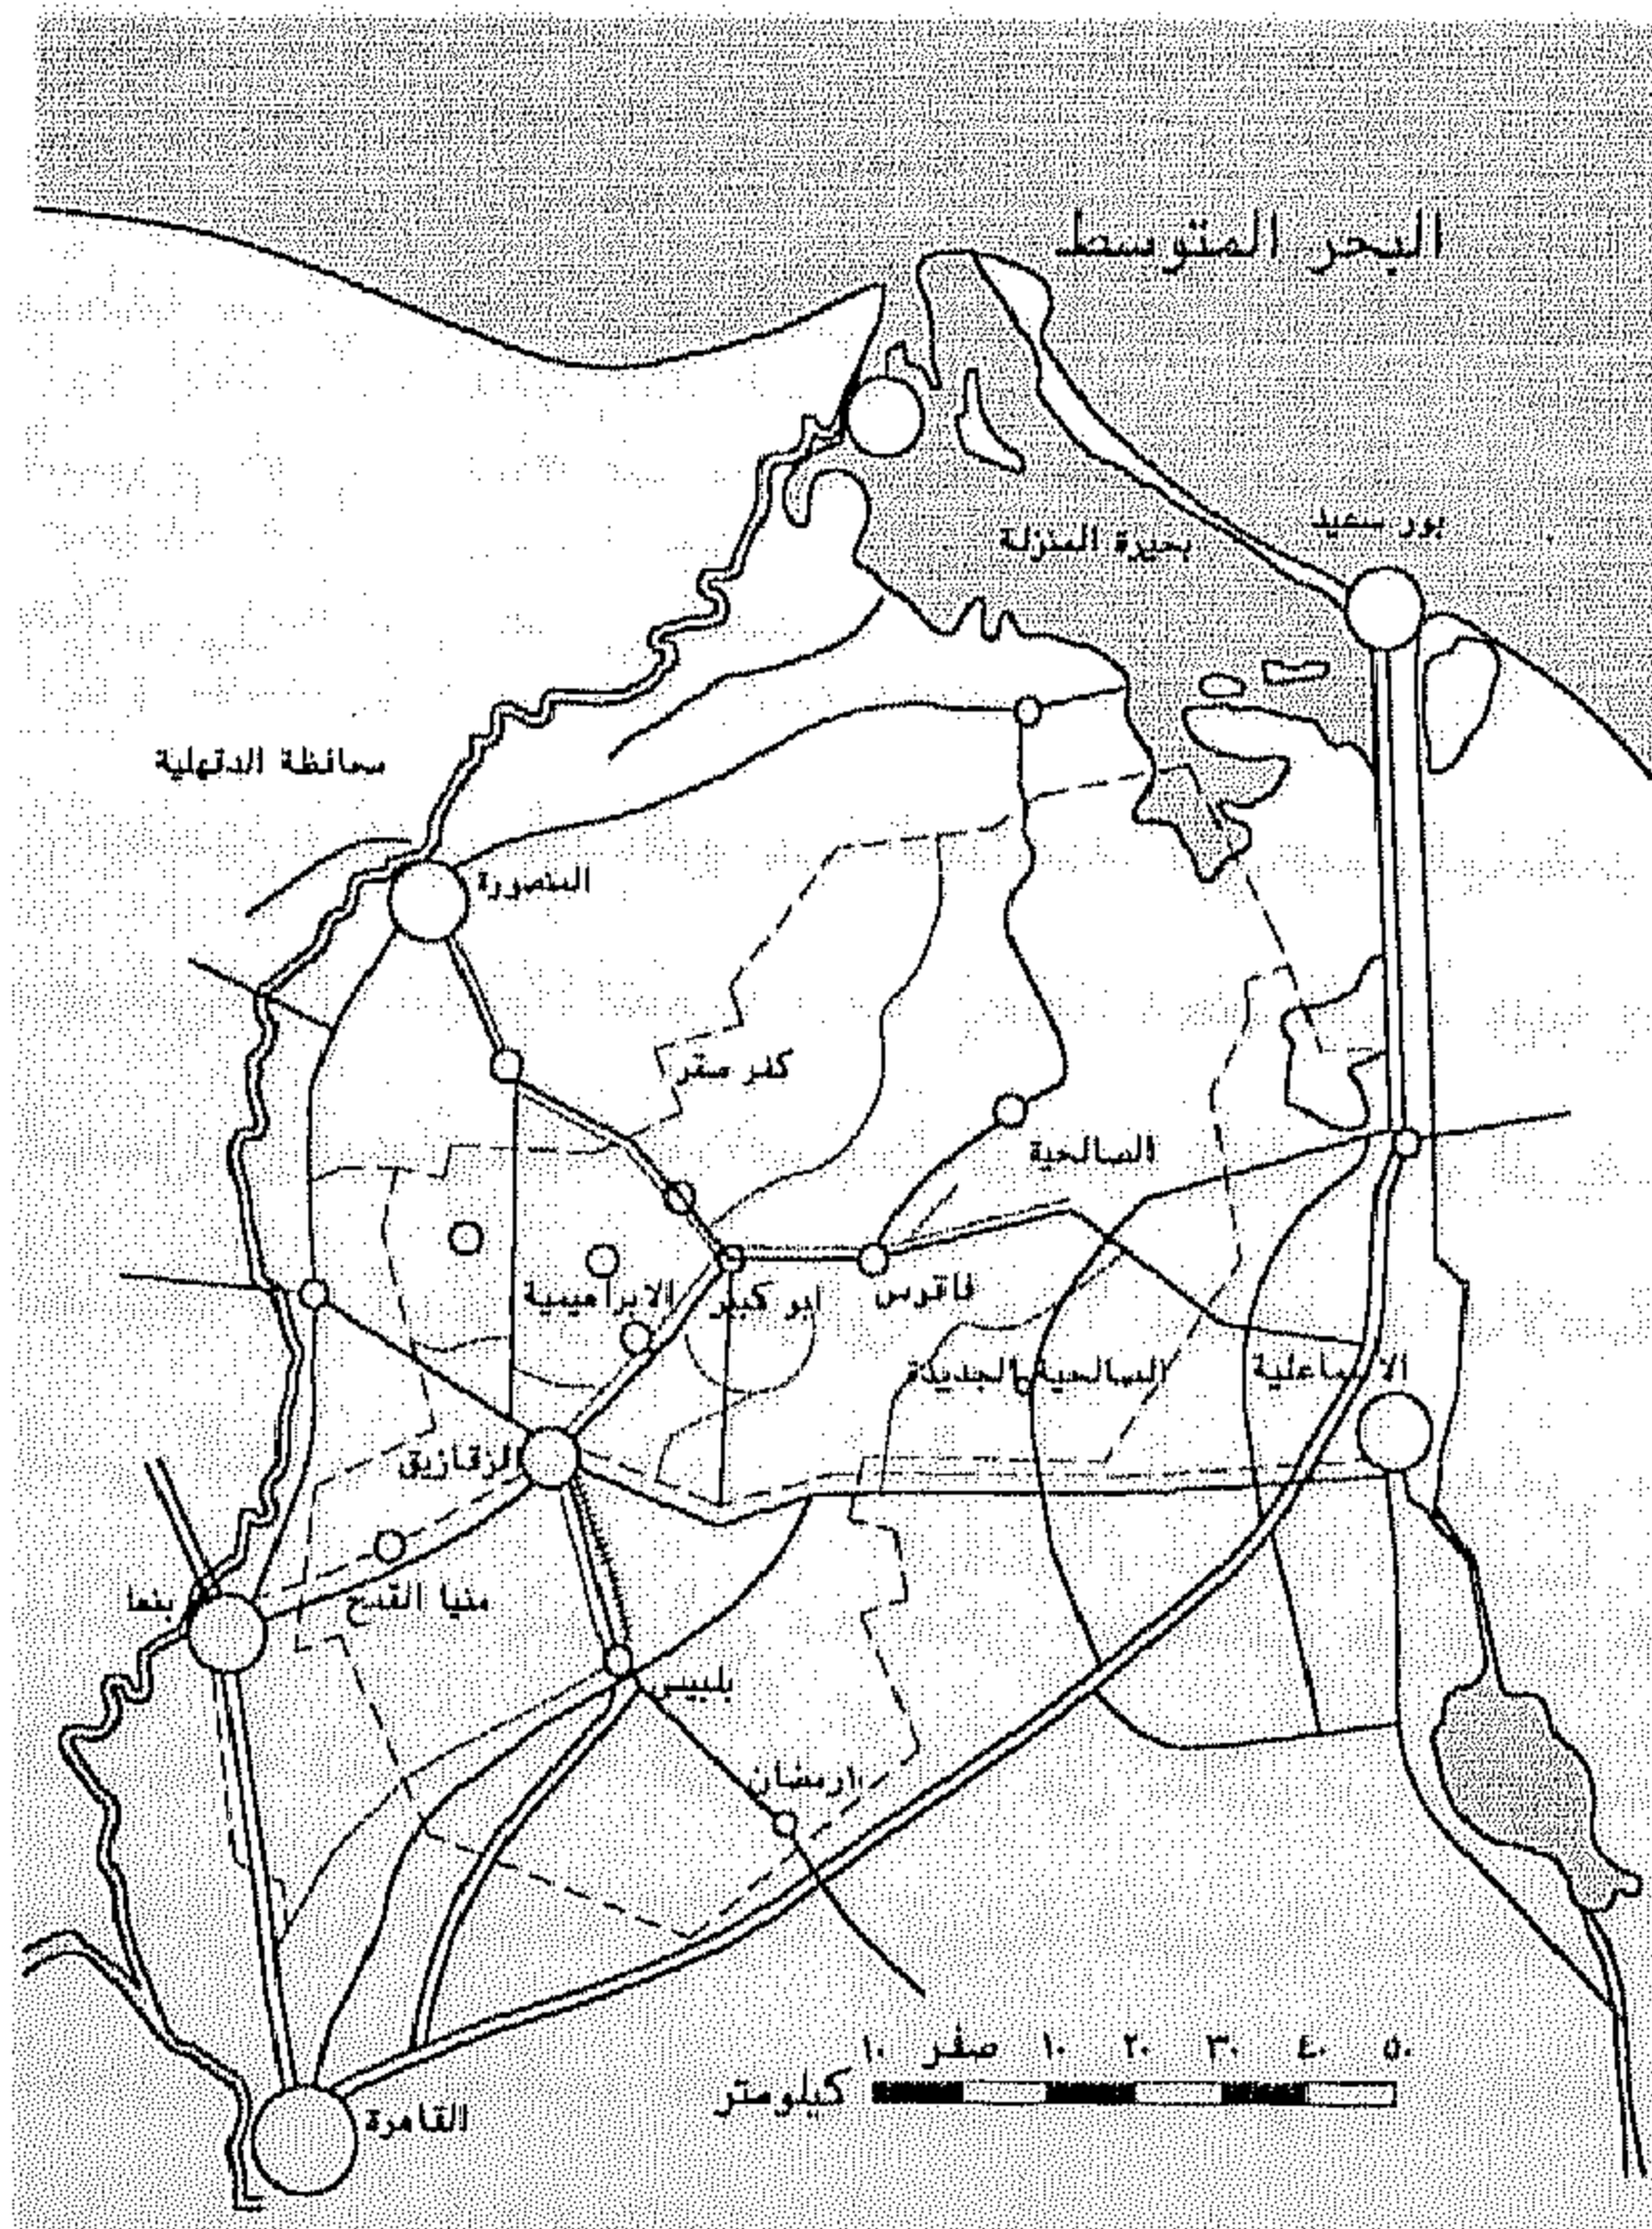 البحر المتوسط
بور سعيد
بحيرة المنزلة
محافظة الدقهلية
المنصورة
كفر صقر
الصالحية
الابراهيمية
ابو كبير
فاقوس
الصالحية الجديدة
الاسماعلية
الزقازيق
بنها
منيا القمح
بلبيس
١٠رمضان
١٠ صفر ١٠ ٢٠ ٣٠ ٤٠ ٥٠
كيلومتر
القاهرة